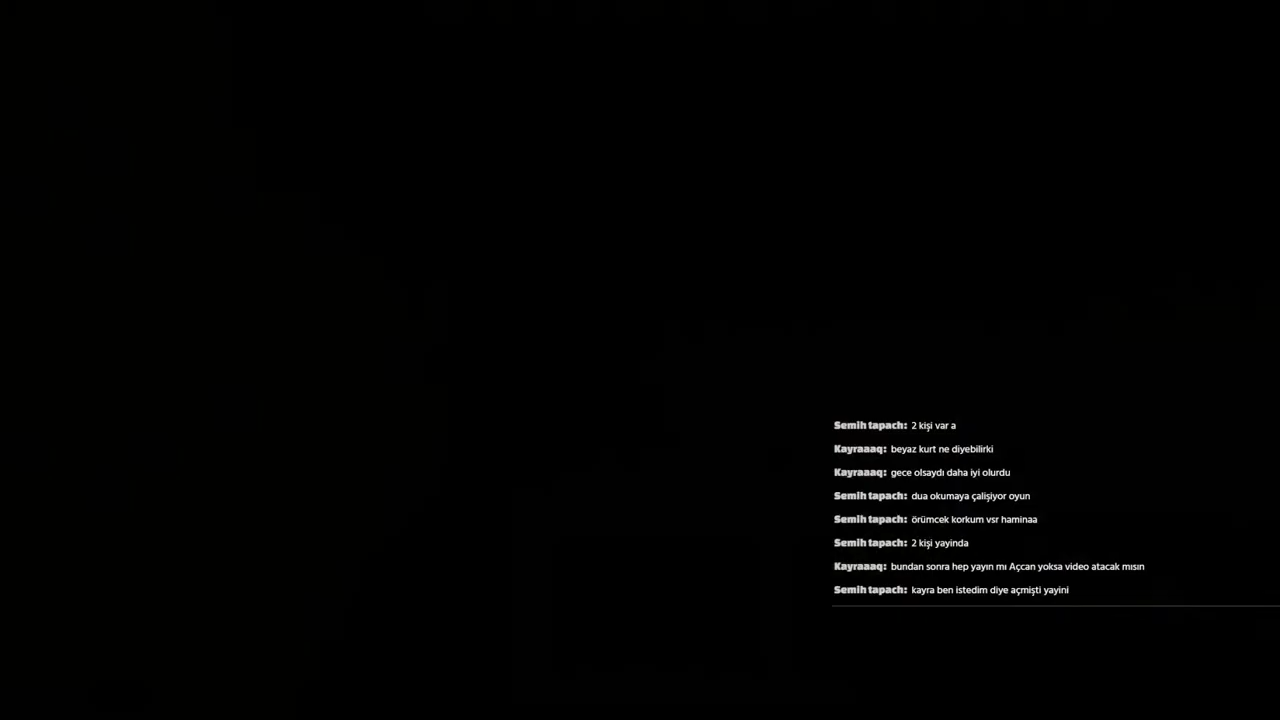 Semih tapach: 2 kişi var a
Kayraaaq: beyaz kurt ne diyebilirki
Kayraaaq: gece olsaydı daha iyi olurdu
Semih tapach: dua okumaya çalişiyor oyun
Semih tapach: örümcek korkum vsr haminaa
Semih tapach: 2 kişi yayinda
Kayraaaq: bundan sonra hep yayın mı Açcan yoksa video atacak mısın
Semih tapach: kayra ben istedim diye açmişti yayini